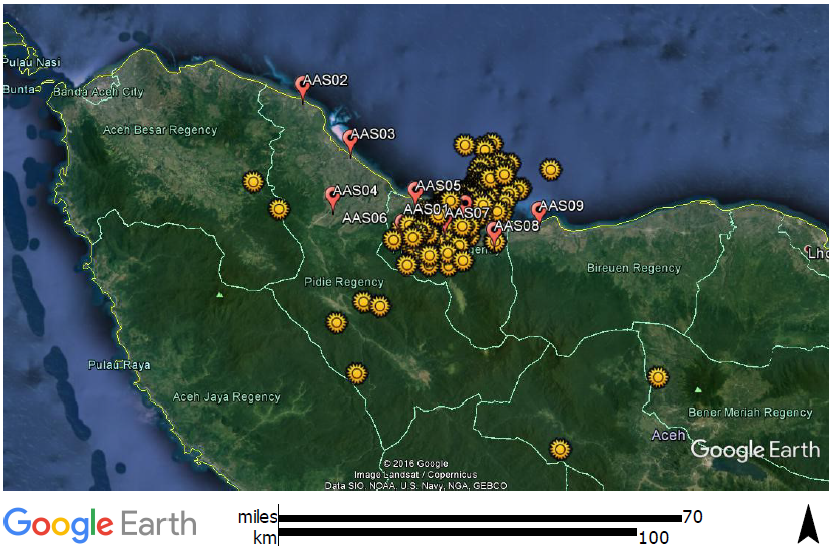 Pulau Nasi
Bunta
Banda Aceh City
AAS02
Aceh Besar Regency
AAS03
AAS04
AAS05
AAS06
AAS01
AAS07
AAS09
AAS08
Pidie Regency
Bireuen Regency
Lho
Pulau Raya
Aceh Jaya Regency
Bener Meriah Regency
Aceh
Google Earth
© 2016 Google
Image Landsat / Copernicus
Data SIO, NOAA, U.S. Navy, NGA, GEBCO
Google Earth
miles 70
km 100